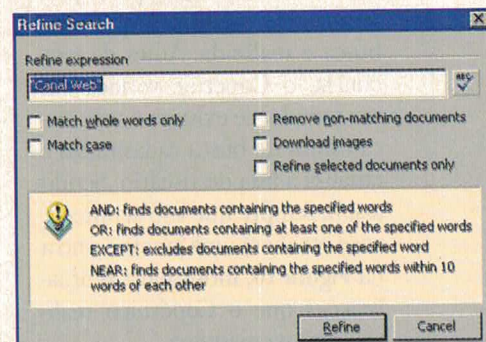 Refine Search
Refine expression
"Canal Web"
ABC
Match whole words only
Remove non-matching documents
Match case
Download images
Refine selected documents only
AND: finds documents containing the specified words
OR: finds documents containing at least one of the specified words
EXCEPT: excludes documents containing the specified word
NEAR: finds documents containing the specified words within 10
words of each other
Refine
Cancel